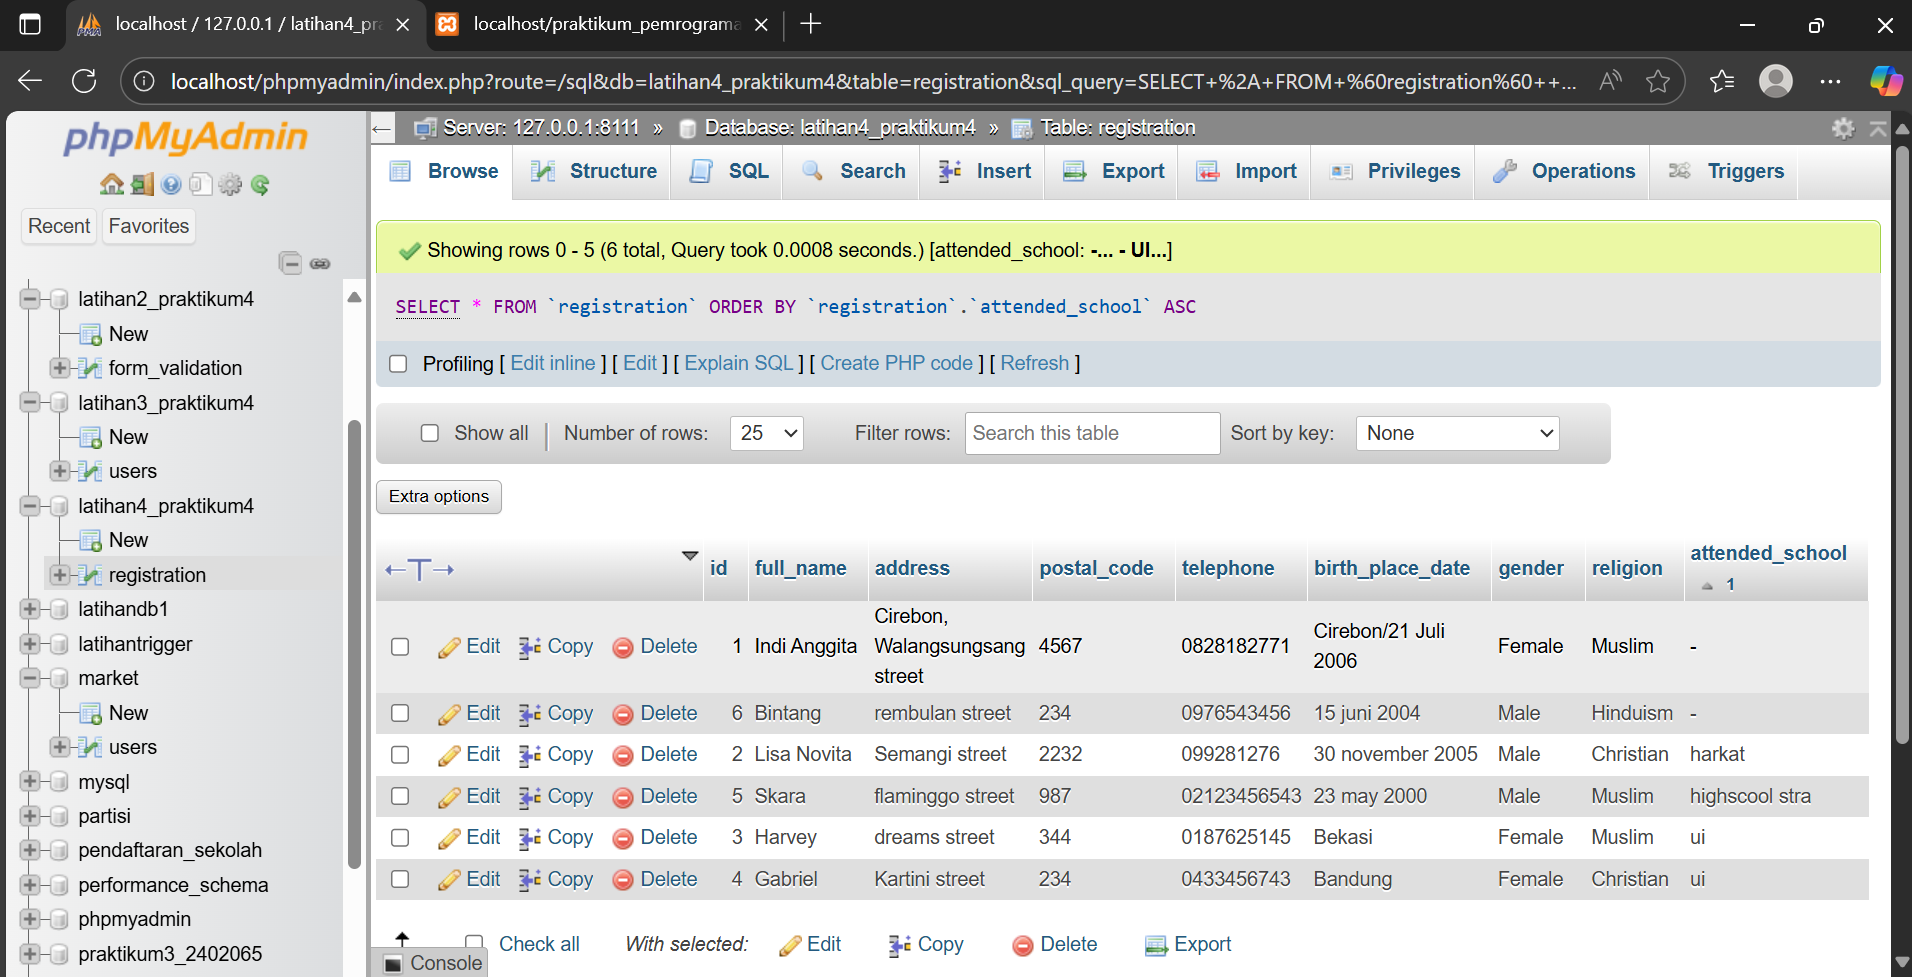 localhost / 127.0.0.1 / latihan4_pra
localhost/praktikum_pemrograma
localhost/phpmyadmin/index.php?route=/sql&db=latihan4_praktikum4&table=registration&sql_query=SELECT+%2A+FROM+%60registration%60++...
phpMyAdmin
Recent Favorites
latihan2_praktikum4
New
form_validation
latihan3_praktikum4
New
users
latihan4_praktikum4
New
registration
latihandb1
latihantrigger
market
New
users
mysql
partisi
pendaftaran_sekolah
performance_schema
phpmyadmin
praktikum3_2402065
Server: 127.0.0.1:8111 » Database: latihan4_praktikum4 » Table: registration
Browse Structure SQL Search Insert Export Import Privileges Operations Triggers
Showing rows 0 - 5 (6 total, Query took 0.0008 seconds.) [attended_school: -... - UI...]
SELECT * FROM `registration` ORDER BY `registration`.`attended_school` ASC
Profiling [ Edit inline ] [ Edit ] [ Explain SQL ] [ Create PHP code ] [ Refresh ]
Show all | Number of rows: 25 Filter rows: Search this table Sort by key: None
Extra options
←T→ id full_name address postal_code telephone birth_place_date gender religion attended_school 1
Edit Copy Delete 1 Indi Anggita Cirebon, Walangsungsang street 4567 0828182771 Cirebon/21 Juli 2006 Female Muslim -
Edit Copy Delete 6 Bintang rembulan street 234 0976543456 15 juni 2004 Male Hinduism -
Edit Copy Delete 2 Lisa Novita Semangi street 2232 099281276 30 november 2005 Male Christian harkat
Edit Copy Delete 5 Skara flaminggo street 987 02123456543 23 may 2000 Male Muslim highscool stra
Edit Copy Delete 3 Harvey dreams street 344 0187625145 Bekasi Female Muslim ui
Edit Copy Delete 4 Gabriel Kartini street 234 0433456743 Bandung Female Christian ui
Check all With selected: Edit Copy Delete Export
Console